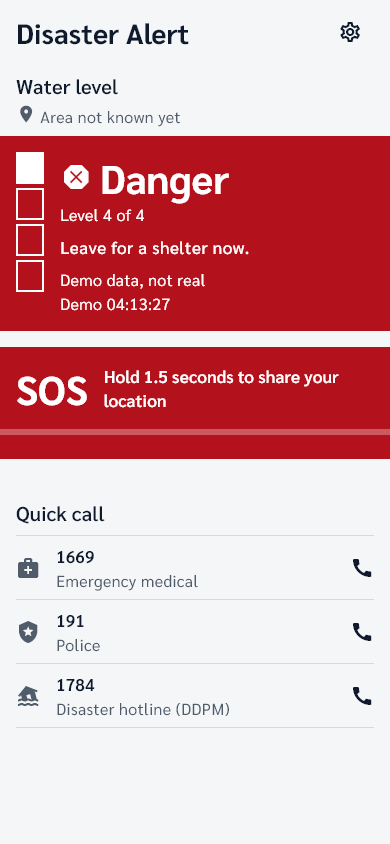 Disaster Alert
Water level
Area not known yet
Danger
Level 4 of 4
Leave for a shelter now.
Demo data, not real
Demo 04:13:27
SOS
Hold 1.5 seconds to share your
location
Quick call
1669
Emergency medical
191
Police
1784
Disaster hotline (DDPM)